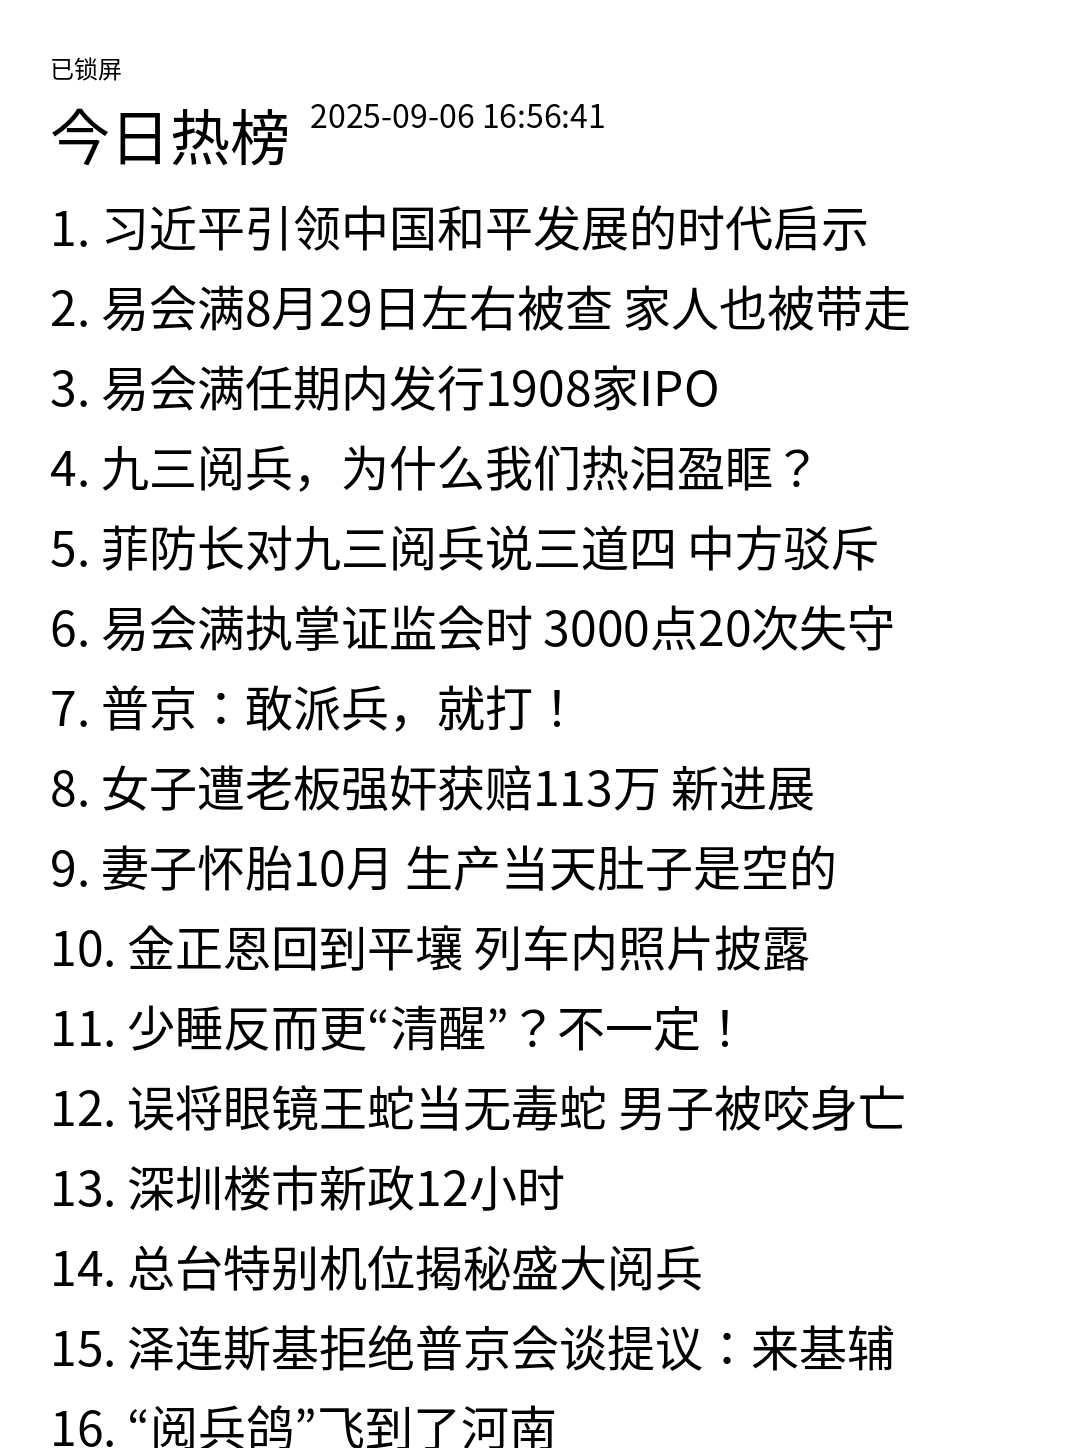 已锁屏
今日热榜 2025-09-06 16:56:41
1. 习近平引领中国和平发展的时代启示
2. 易会满8月29日左右被查 家人也被带走
3. 易会满任期内发行1908家IPO
4. 九三阅兵，为什么我们热泪盈眶？
5. 菲防长对九三阅兵说三道四 中方驳斥
6. 易会满执掌证监会时 3000点20次失守
7. 普京：敢派兵，就打！
8. 女子遭老板强奸获赔113万 新进展
9. 妻子怀胎10月 生产当天肚子是空的
10. 金正恩回到平壤 列车内照片披露
11. 少睡反而更“清醒”？不一定！
12. 误将眼镜王蛇当无毒蛇 男子被咬身亡
13. 深圳楼市新政12小时
14. 总台特别机位揭秘盛大阅兵
15. 泽连斯基拒绝普京会谈提议：来基辅
16. “阅兵鸽”飞到了河南